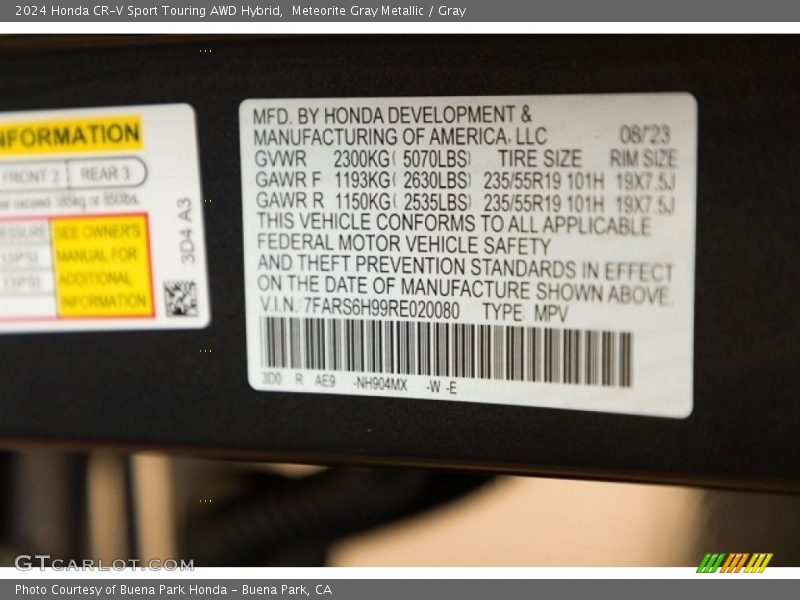 2024 Honda CR-V Sport Touring AWD Hybrid, Meteorite Gray Metallic / Gray
NFORMATION
FRONT 2 REAR 3
exceed 385kg or 850lbs.
SEE OWNER'S
MANUAL FOR
ADDITIONAL
INFORMATION
3D4 A3
MFD. BY HONDA DEVELOPMENT &
MANUFACTURING OF AMERICA, LLC 08/'23
GVWR 2300KG( 5070LBS) TIRE SIZE RIM SIZE
GAWR F 1193KG( 2630LBS) 235/55R19 101H 19X7.5J
GAWR R 1150KG( 2535LBS) 235/55R19 101H 19X7.5J
THIS VEHICLE CONFORMS TO ALL APPLICABLE
FEDERAL MOTOR VEHICLE SAFETY
AND THEFT PREVENTION STANDARDS IN EFFECT
ON THE DATE OF MANUFACTURE SHOWN ABOVE.
V.I.N: 7FARS6H99RE020080 TYPE: MPV
3D0 R AE9 -NH904MX -W -E
GTCARLOT.COM
Photo Courtesy of Buena Park Honda - Buena Park, CA